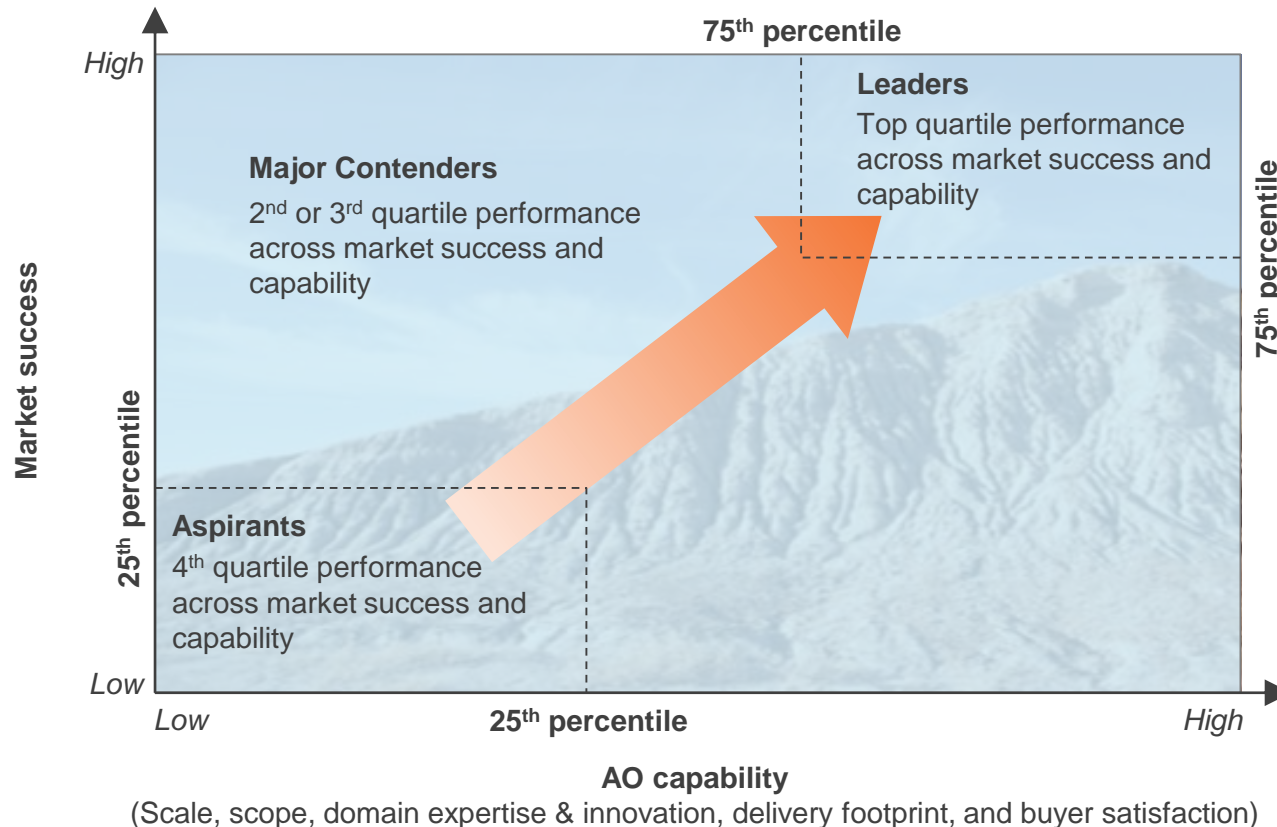 75th percentile
High
Leaders
Top quartile performance
across market success and
capability
Major Contenders
2nd or 3rd quartile performance
across market success and
capability
75th percentile
Market success
25th percentile
Aspirants
4th quartile performance
across market success and
capability
Low
Low
25th percentile
High
AO capability
(Scale, scope, domain expertise & innovation, delivery footprint, and buyer satisfaction)